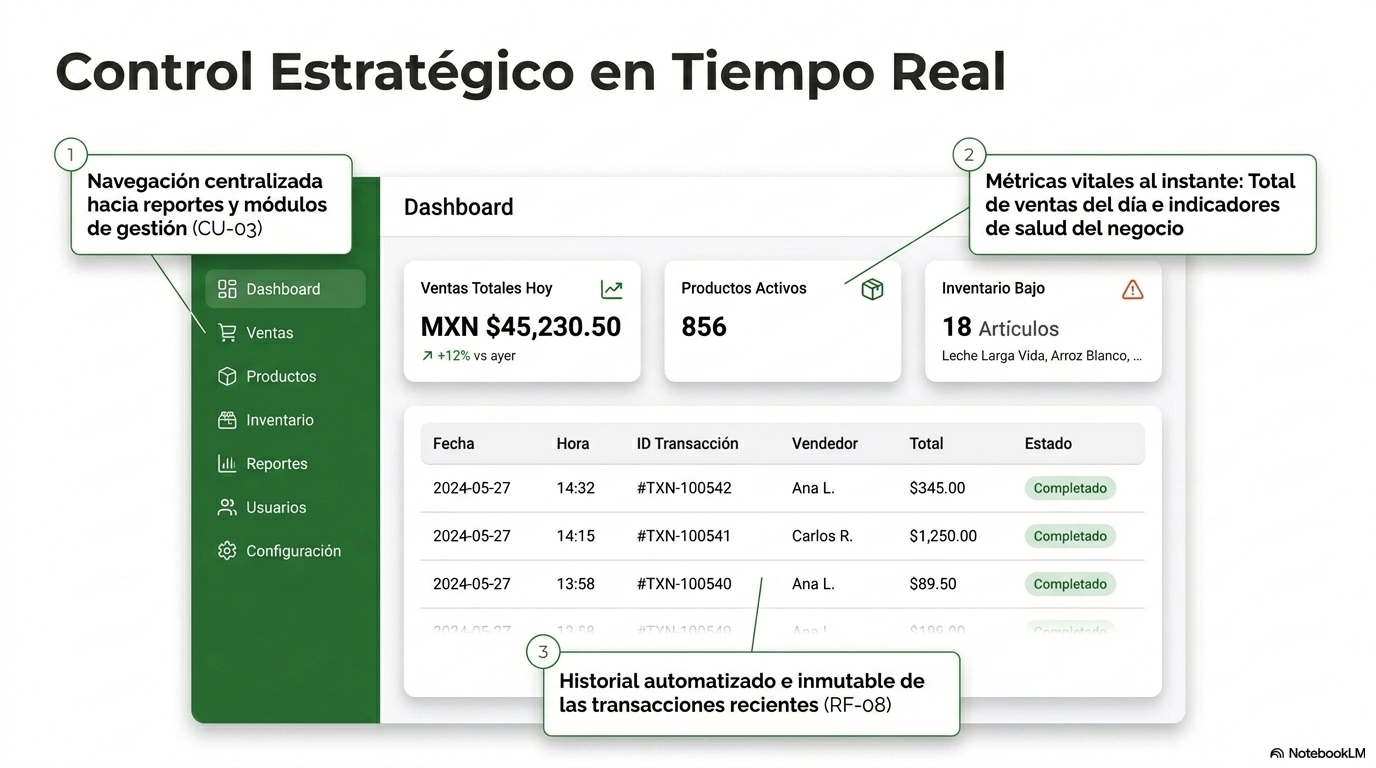 Control Estratégico en Tiempo Real
1
Navegación centralizada
hacia reportes y módulos
de gestión (CU-03)
2
Métricas vitales al instante: Total
de ventas del día e indicadores
de salud del negocio
Dashboard
Dashboard
Ventas
Productos
Inventario
Reportes
Usuarios
Configuración
Ventas Totales Hoy
MXN $45,230.50
+12% vs ayer
Productos Activos
856
Inventario Bajo
18 Artículos
Leche Larga Vida, Arroz Blanco, ...
Fecha Hora ID Transacción Vendedor Total Estado
2024-05-27 14:32 #TXN-100542 Ana L. $345.00 Completado
2024-05-27 14:15 #TXN-100541 Carlos R. $1,250.00 Completado
2024-05-27 13:58 #TXN-100540 Ana L. $89.50 Completado
3
Historial automatizado e inmutable de
las transacciones recientes (RF-08)
NotebookLM